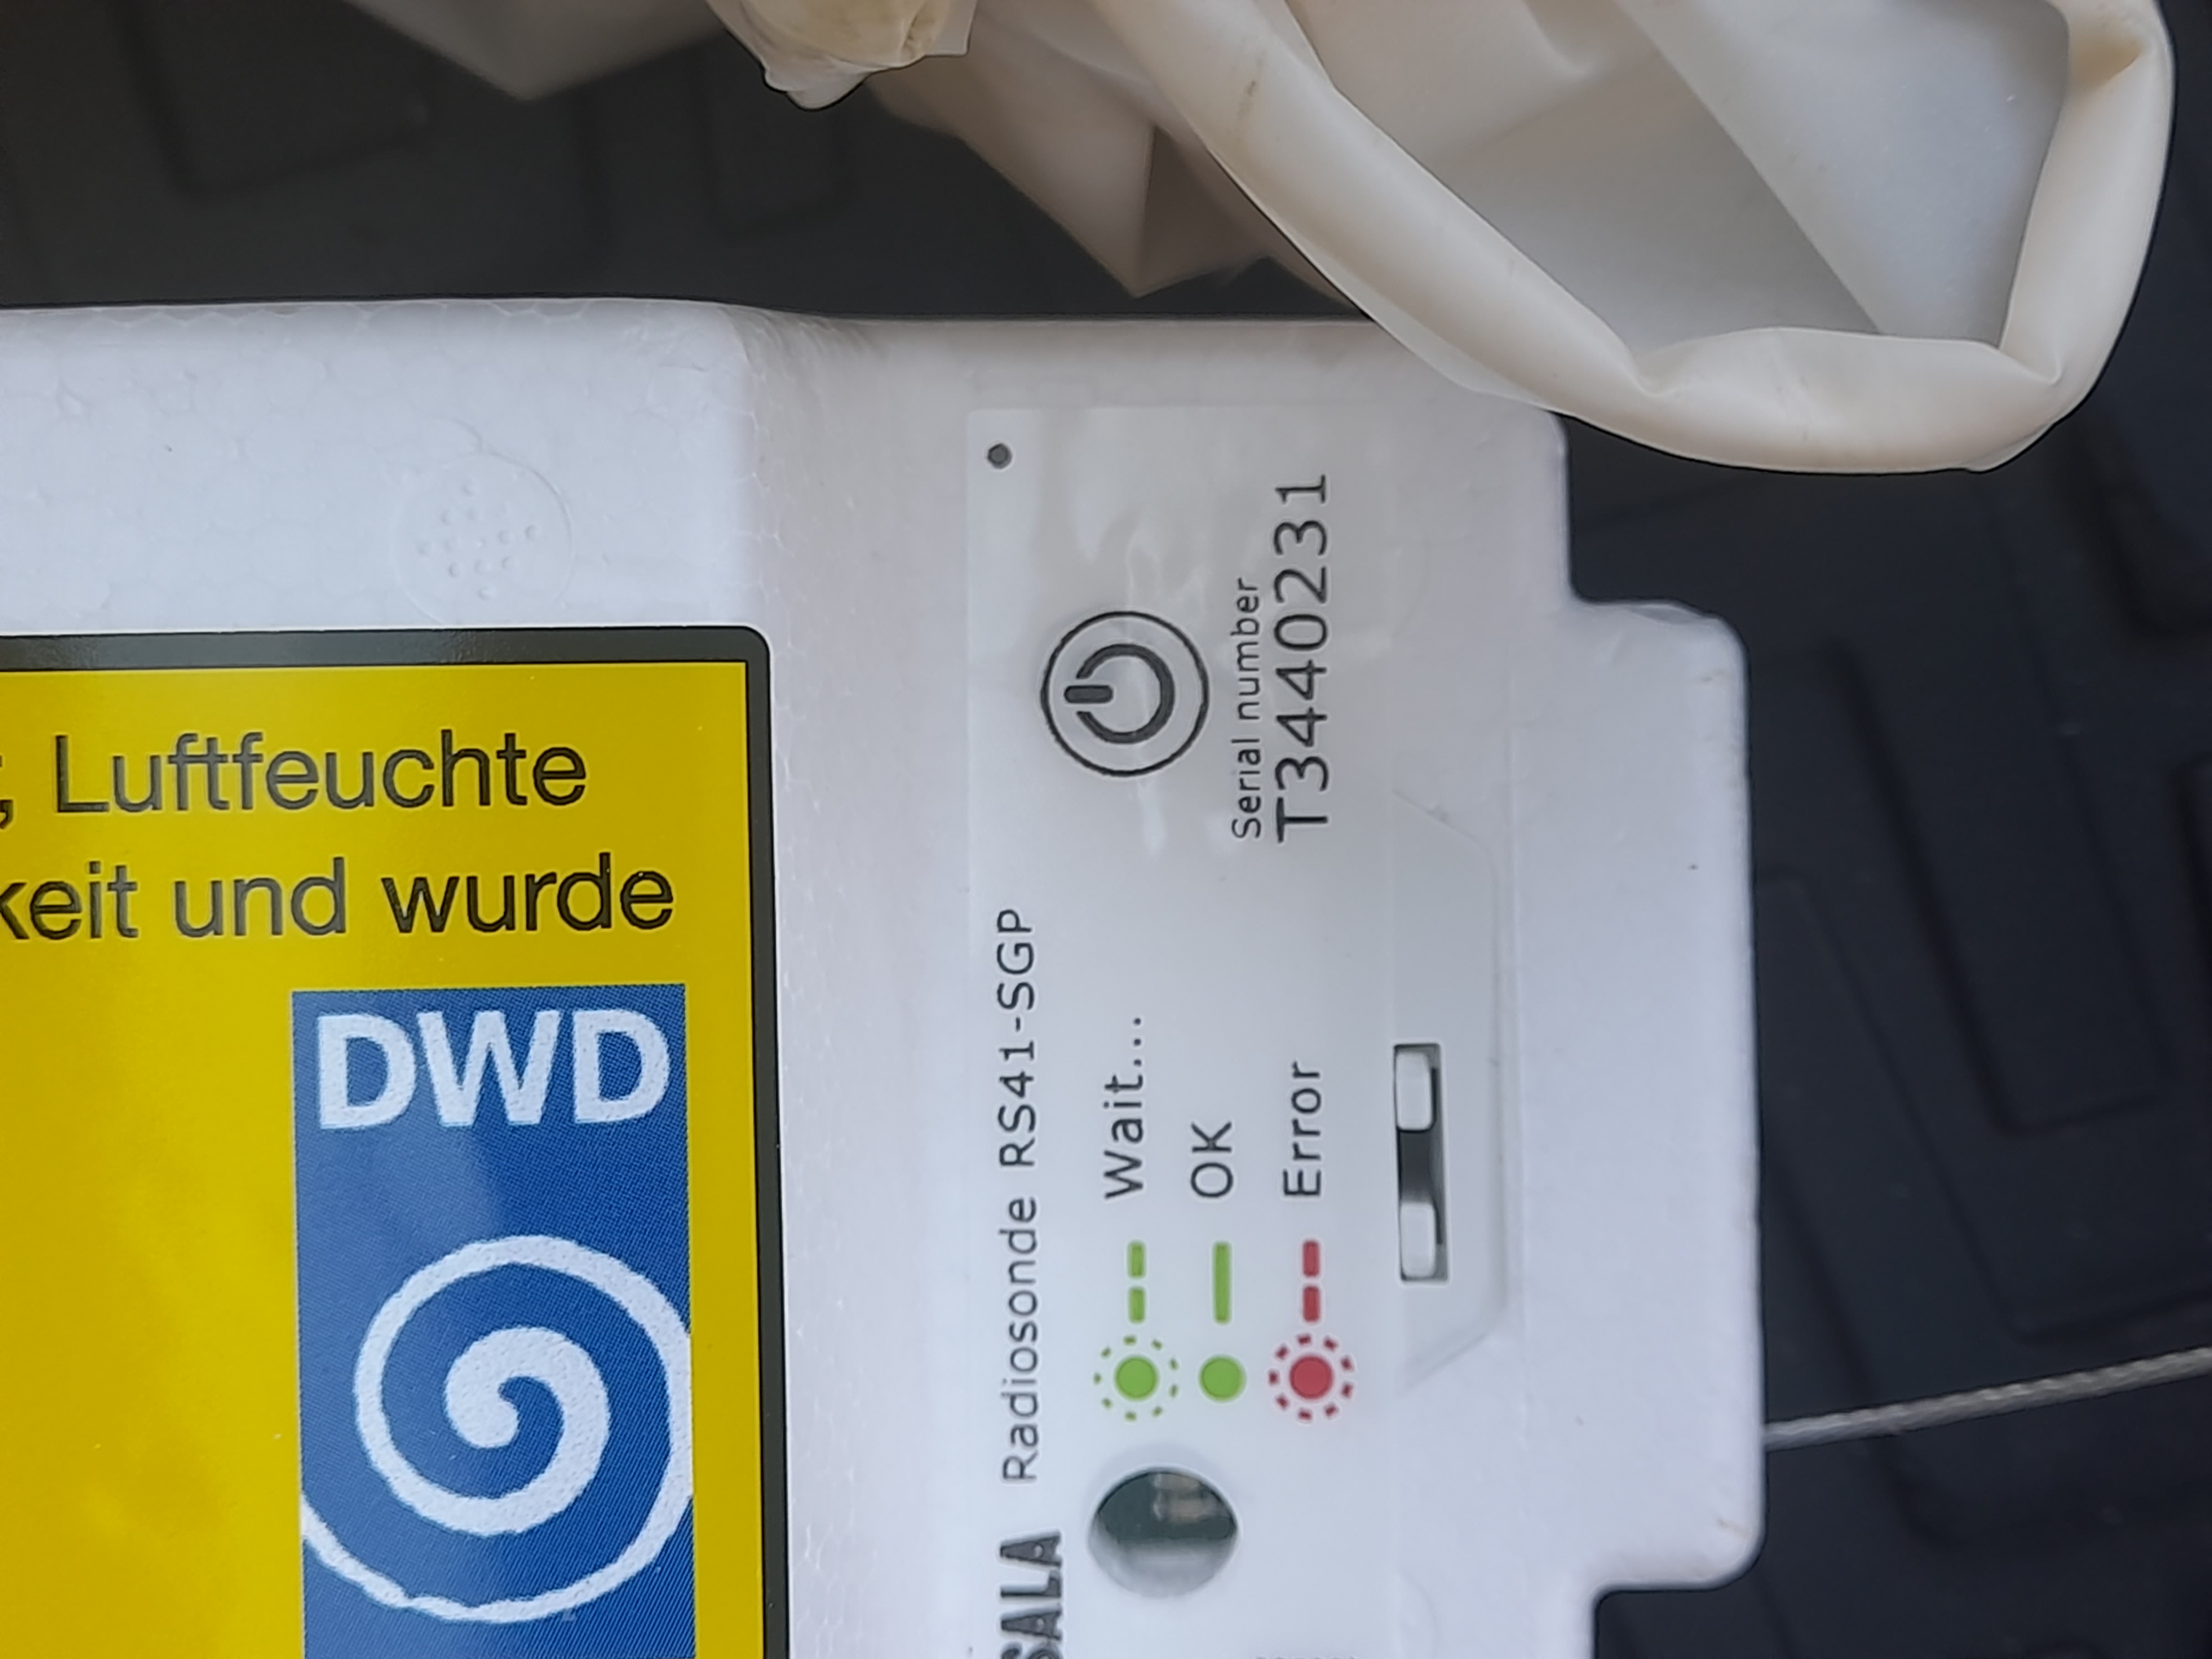 , Luftfeuchte
keit und wurde
DWD
SALA Radiosonde RS41-SGP
Wait...
OK
Error
Serial number
T3440231